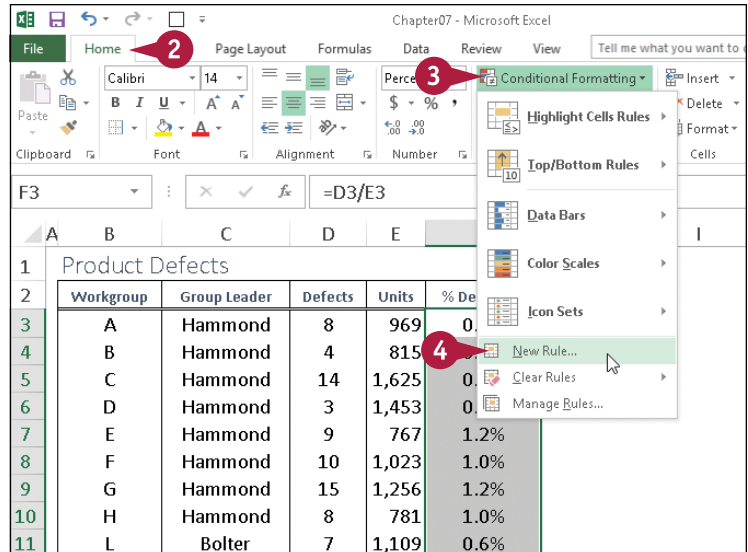 Chapter07 - Microsoft Excel
File Home Page Layout Formulas Data Review View Tell me what you want to
2
Calibri 14
3
Conditional Formatting
Insert
Paste
B I U A A
$ % ,
Delete
A
.00 .00
Format
Clipboard Font Alignment Number Cells
Highlight Cells Rules
Top/Bottom Rules
10
Data Bars
Color Scales
Icon Sets
4
New Rule...
Clear Rules
Manage Rules...
F3 fx =D3/E3
A B C D E I
1 Product Defects
2 Workgroup Group Leader Defects Units
3 A Hammond 8 969
4 B Hammond 4 815
5 C Hammond 14 1,625
6 D Hammond 3 1,453
7 E Hammond 9 767 1.2%
8 F Hammond 10 1,023 1.0%
9 G Hammond 15 1,256 1.2%
10 H Hammond 8 781 1.0%
11 L Bolter 7 1,109 0.6%